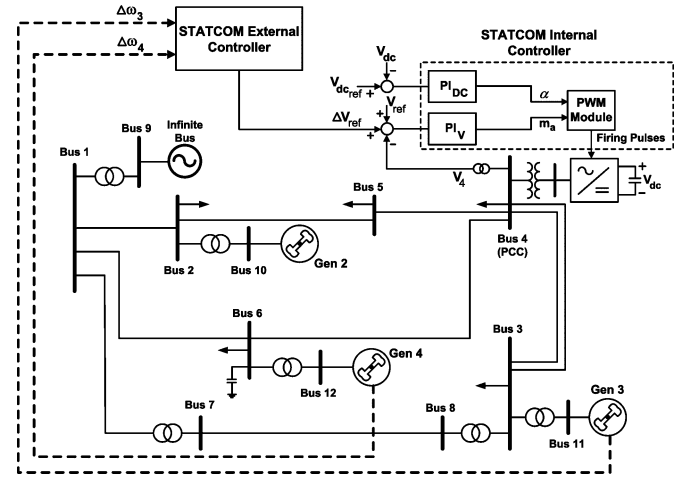 Δω3
Δω4
STATCOM External
Controller
STATCOM Internal
Controller
Vdc
Vdcref
Vref
ΔVref
PIDC
PIV
α
ma
PWM
Module
Firing Pulses
V4
Vdc
Infinite
Bus
Bus 9
Bus 1
Bus 5
Bus 4
(PCC)
Bus 2
Bus 10
Gen 2
Bus 6
Bus 3
Gen 4
Bus 12
Gen 3
Bus 7
Bus 8
Bus 11